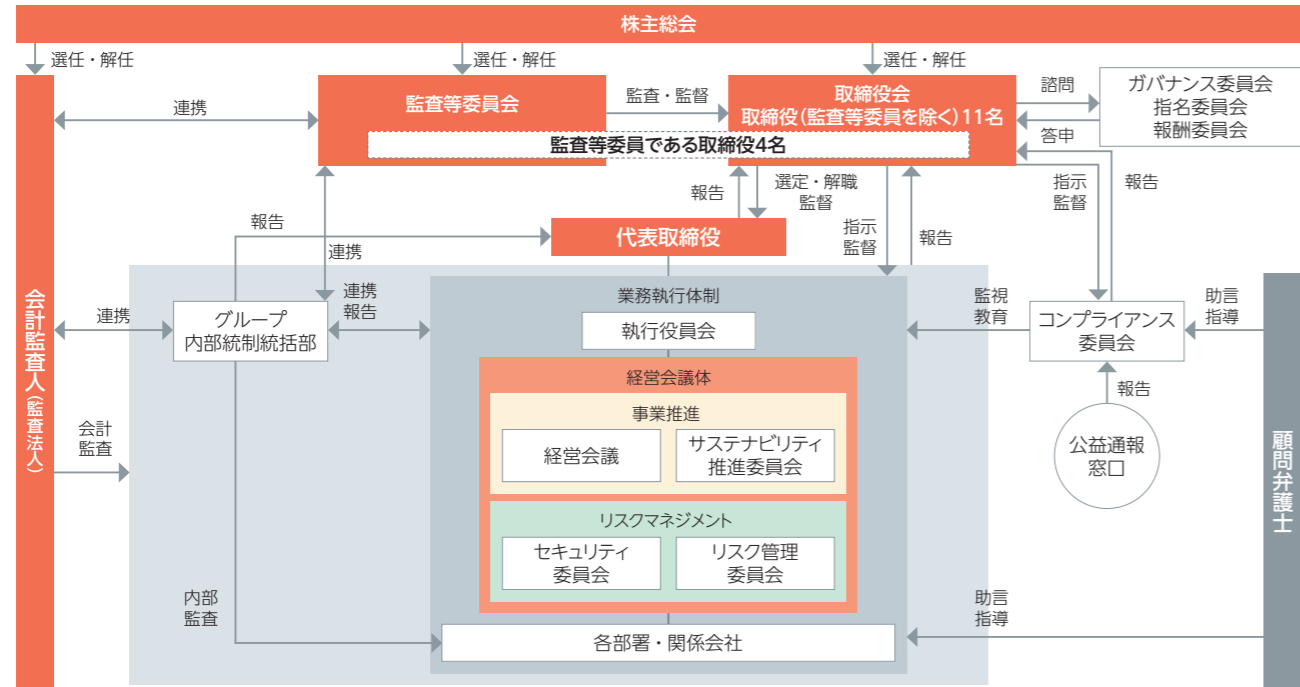 株主総会
選任・解任
選任・解任
選任・解任
会計監査人(監査法人)
連携
監査等委員会
監査・監督
取締役会
取締役(監査等委員を除く)11名
監査等委員である取締役4名
諮問
答申
ガバナンス委員会
指名委員会
報酬委員会
報告
選定・解職
監督
指示
監督
報告
指示
監督
報告
報告
連携
代表取締役
連携
グループ
内部統制統括部
連携
報告
業務執行体制
執行役員会
経営会議体
事業推進
経営会議
サステナビリティ
推進委員会
リスクマネジメント
セキュリティ
委員会
リスク管理
委員会
各部署・関係会社
監視
教育
コンプライアンス
委員会
助言
指導
報告
公益通報
窓口
顧問弁護士
会計
監査
内部
監査
助言
指導